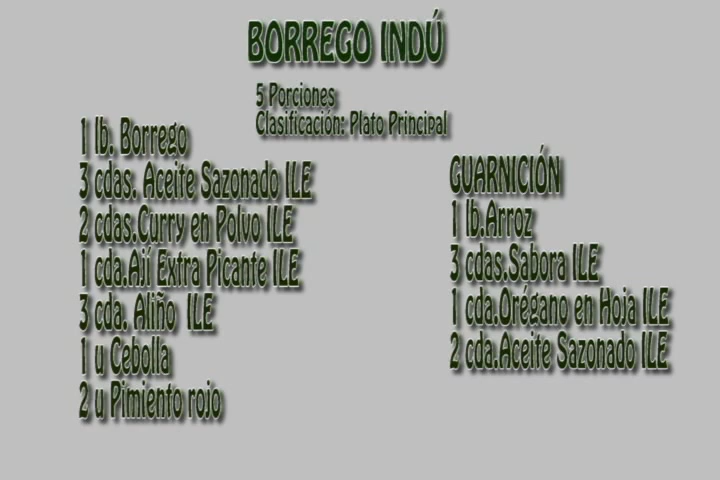 BORREGO INDÚ
5 Porciones
Clasificación: Plato Principal
1 lb. Borrego
3 cdas. Aceite Sazonado ILE
2 cdas.Curry en Polvo ILE
1 cda.Ají Extra Picante ILE
3 cda. Aliño ILE
1 u Cebolla
2 u Pimiento rojo
GUARNICIÓN
1 lb.Arroz
3 cdas.Sabora ILE
1 cda.Orégano en Hoja ILE
2 cda.Aceite Sazonado ILE